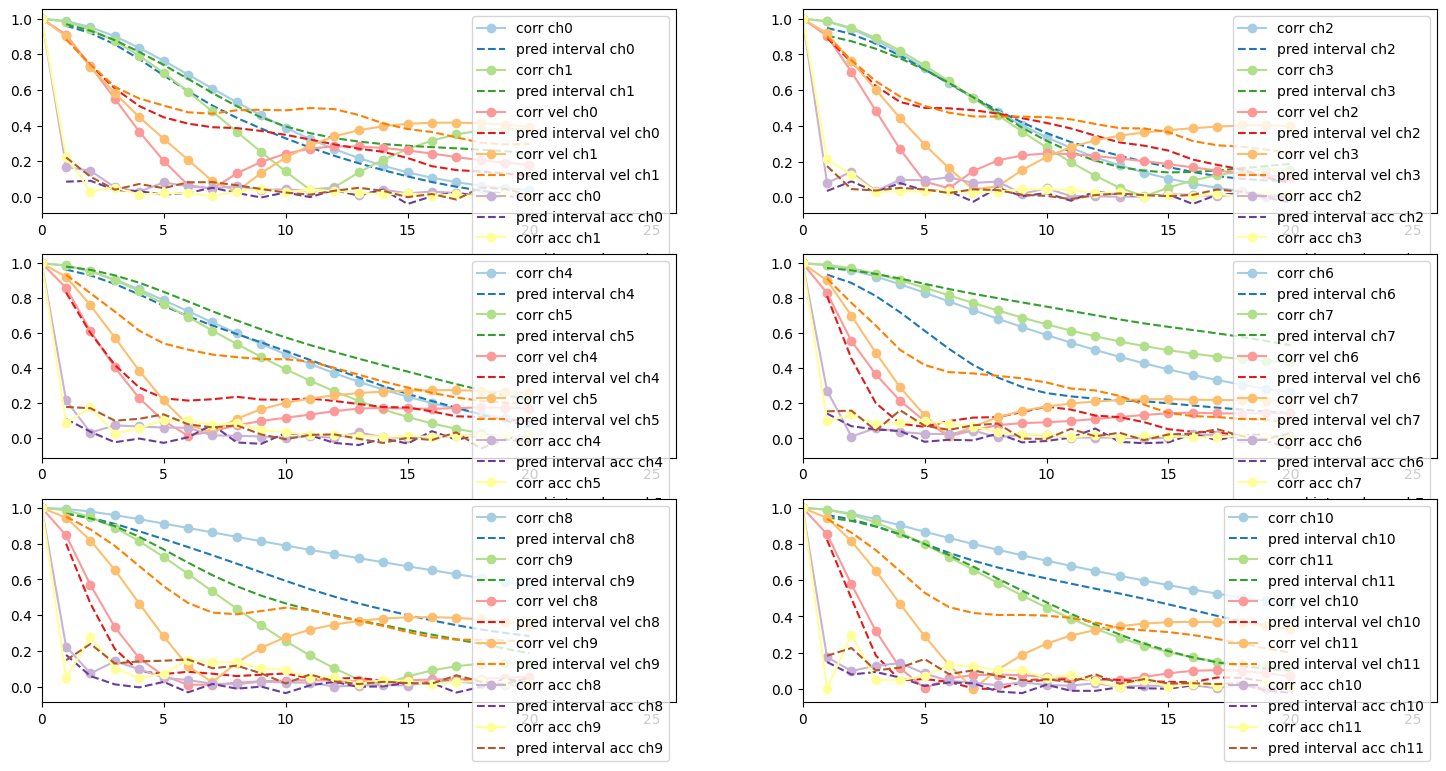 1.0
0.8
0.6
0.4
0.2
0.0
0
5
10
15
20
25
corr ch0
pred interval ch0
corr ch1
pred interval ch1
corr vel ch0
pred interval vel ch0
corr vel ch1
pred interval vel ch1
corr acc ch0
pred interval acc ch0
corr acc ch1
1.0
0.8
0.6
0.4
0.2
0.0
0
5
10
15
20
25
corr ch2
pred interval ch2
corr ch3
pred interval ch3
corr vel ch2
pred interval vel ch2
corr vel ch3
pred interval vel ch3
corr acc ch2
pred interval acc ch2
corr acc ch3
1.0
0.8
0.6
0.4
0.2
0.0
0
5
10
15
20
25
corr ch4
pred interval ch4
corr ch5
pred interval ch5
corr vel ch4
pred interval vel ch4
corr vel ch5
pred interval vel ch5
corr acc ch4
pred interval acc ch4
corr acc ch5
1.0
0.8
0.6
0.4
0.2
0.0
0
5
10
15
20
25
corr ch6
pred interval ch6
corr ch7
pred interval ch7
corr vel ch6
pred interval vel ch6
corr vel ch7
pred interval vel ch7
corr acc ch6
pred interval acc ch6
corr acc ch7
1.0
0.8
0.6
0.4
0.2
0.0
0
5
10
15
20
25
corr ch8
pred interval ch8
corr ch9
pred interval ch9
corr vel ch8
pred interval vel ch8
corr vel ch9
pred interval vel ch9
corr acc ch8
pred interval acc ch8
corr acc ch9
pred interval acc ch9
1.0
0.8
0.6
0.4
0.2
0.0
0
5
10
15
20
25
corr ch10
pred interval ch10
corr ch11
pred interval ch11
corr vel ch10
pred interval vel ch10
corr vel ch11
pred interval vel ch11
corr acc ch10
pred interval acc ch10
corr acc ch11
pred interval acc ch11